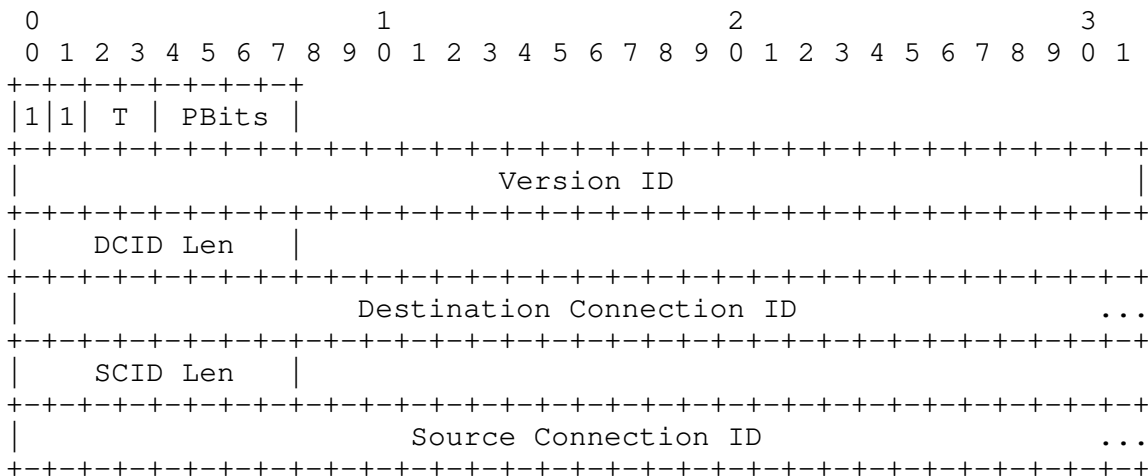 0                   1                   2                   3
 0 1 2 3 4 5 6 7 8 9 0 1 2 3 4 5 6 7 8 9 0 1 2 3 4 5 6 7 8 9 0 1
+-+-+-+-+-+-+-+-+
|1|1| T | PBits |
+-+-+-+-+-+-+-+-+-+-+-+-+-+-+-+-+-+-+-+-+-+-+-+-+-+-+-+-+-+-+-+-+
|                          Version ID                         |
+-+-+-+-+-+-+-+-+-+-+-+-+-+-+-+-+-+-+-+-+-+-+-+-+-+-+-+-+-+-+-+-+
|    DCID Len   |
+-+-+-+-+-+-+-+-+-+-+-+-+-+-+-+-+-+-+-+-+-+-+-+-+-+-+-+-+-+-+-+-+
|                  Destination Connection ID                 ...
+-+-+-+-+-+-+-+-+-+-+-+-+-+-+-+-+-+-+-+-+-+-+-+-+-+-+-+-+-+-+-+-+
|    SCID Len   |
+-+-+-+-+-+-+-+-+-+-+-+-+-+-+-+-+-+-+-+-+-+-+-+-+-+-+-+-+-+-+-+-+
|                     Source Connection ID                   ...
+-+-+-+-+-+-+-+-+-+-+-+-+-+-+-+-+-+-+-+-+-+-+-+-+-+-+-+-+-+-+-+-+